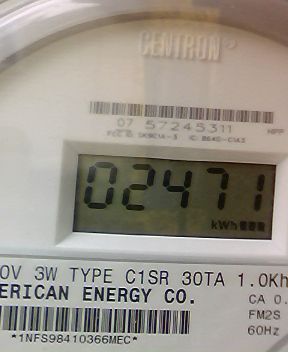 CENTRON®
07 57245311
HPP
02471
kWh
0V 3W TYPE C1SR 30TA 1.0Kh
ERICAN ENERGY CO.
CA 0.
FM2S
60Hz
*1NFS98410366MEC*